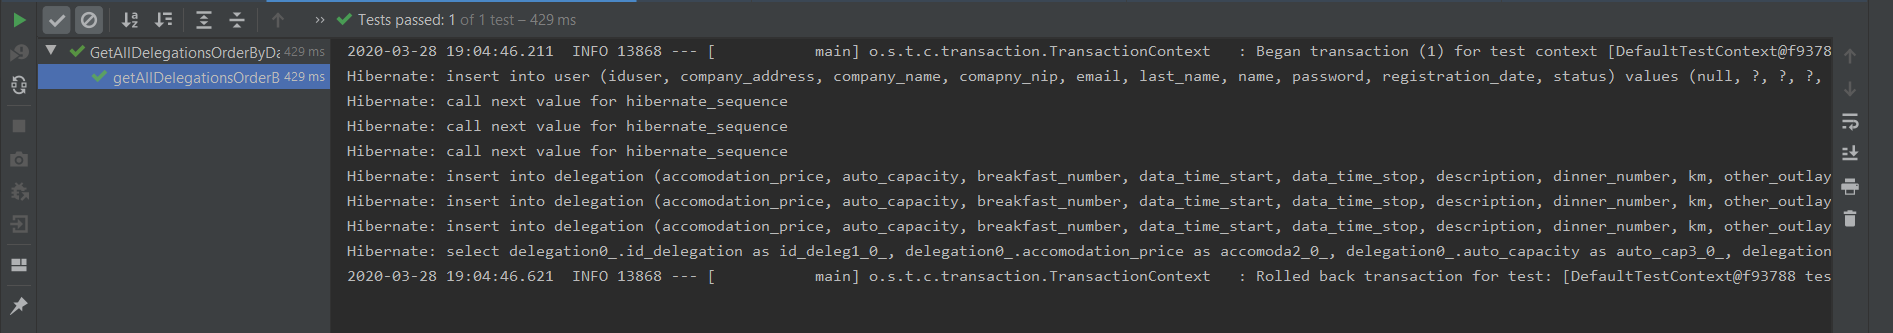 Tests passed: 1 of 1 test – 429 ms
GetAllDelegationsOrderByDa 429 ms
getAllDelegationsOrderB 429 ms
2020-03-28 19:04:46.211  INFO 13868 --- [           main] o.s.t.c.transaction.TransactionContext   : Began transaction (1) for test context [DefaultTestContext@f9378
Hibernate: insert into user (iduser, company_address, company_name, comapny_nip, email, last_name, name, password, registration_date, status) values (null, ?, ?, ?,
Hibernate: call next value for hibernate_sequence
Hibernate: call next value for hibernate_sequence
Hibernate: call next value for hibernate_sequence
Hibernate: insert into delegation (accomodation_price, auto_capacity, breakfast_number, data_time_start, data_time_stop, description, dinner_number, km, other_outlay
Hibernate: insert into delegation (accomodation_price, auto_capacity, breakfast_number, data_time_start, data_time_stop, description, dinner_number, km, other_outlay
Hibernate: insert into delegation (accomodation_price, auto_capacity, breakfast_number, data_time_start, data_time_stop, description, dinner_number, km, other_outlay
Hibernate: select delegation0_.id_delegation as id_deleg1_0_, delegation0_.accomodation_price as accomoda2_0_, delegation0_.auto_capacity as auto_cap3_0_, delegation
2020-03-28 19:04:46.621  INFO 13868 --- [           main] o.s.t.c.transaction.TransactionContext   : Rolled back transaction for test: [DefaultTestContext@f93788 tes